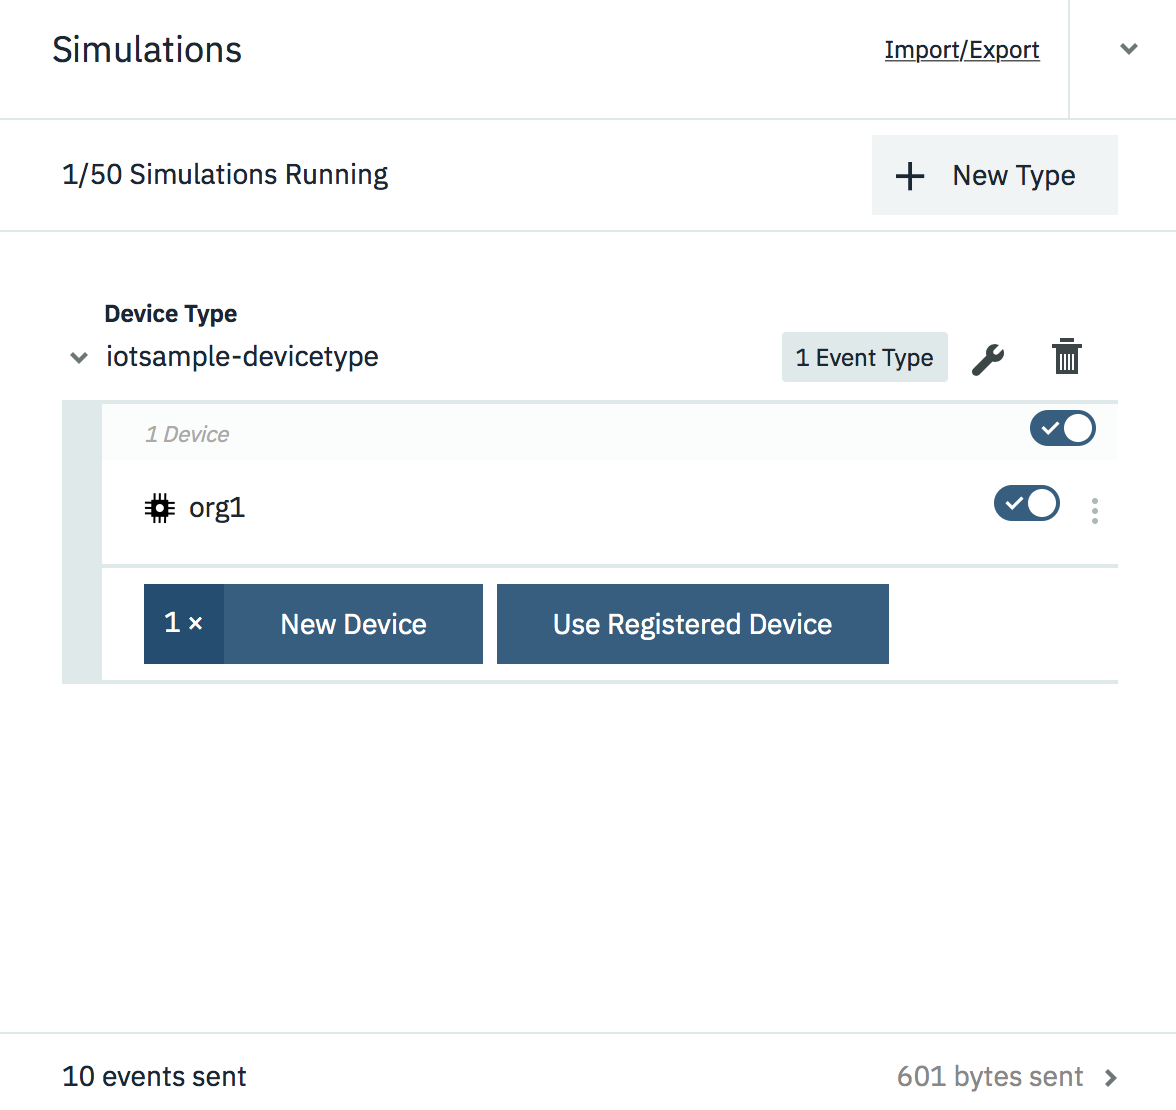 Simulations
Import/Export
1/50 Simulations Running
New Type
Device Type
iotsample-devicetype
1 Event Type
1 Device
org1
1 ×
New Device
Use Registered Device
10 events sent
601 bytes sent